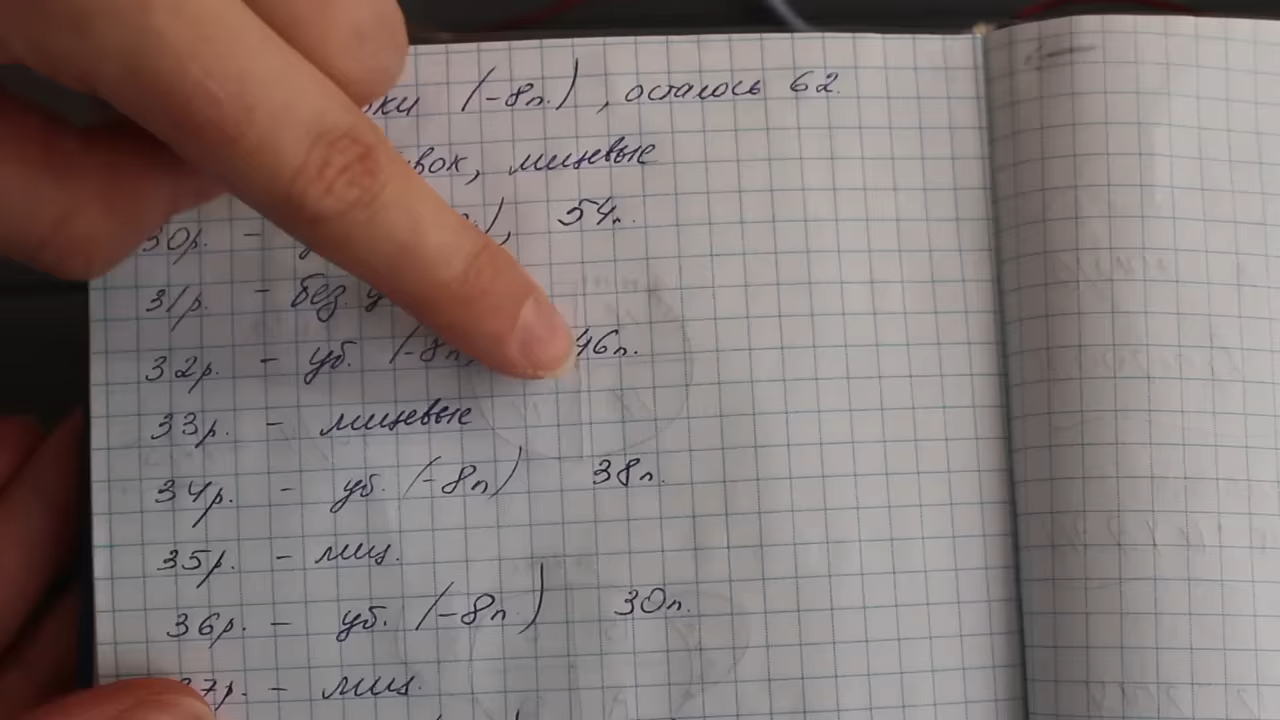 (-8п.), осталось 62.
лицевые
30р. - 54п.
31р. - без.
32р. - уб. (-8п 46п.
33р. - лицевые
34р. - уб. (-8п) 38п.
35р. - лиц.
36р. - уб. (-8п) 30п.
37р. - лиц.